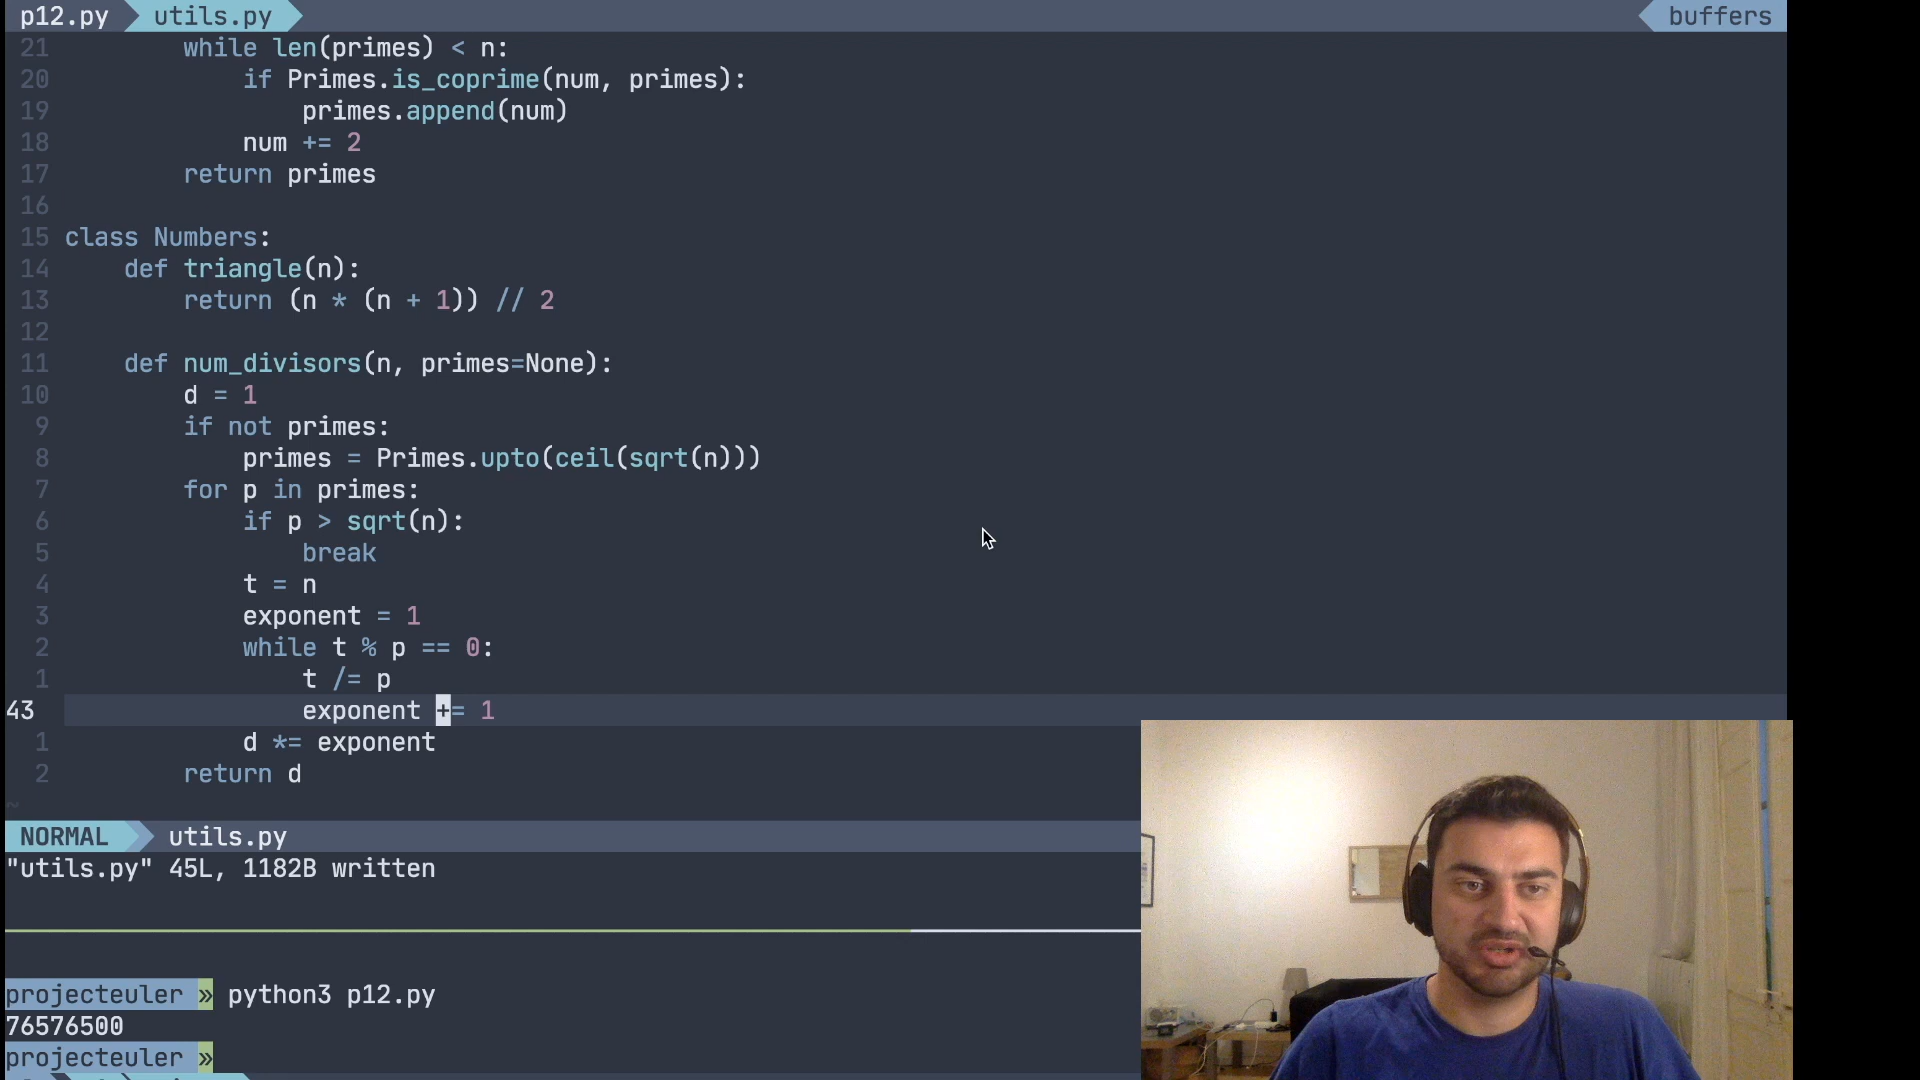 p12.py utils.py buffers
21 while len(primes) < n:
20 if Primes.is_coprime(num, primes):
19 primes.append(num)
18 num += 2
17 return primes
16
15 class Numbers:
14 def triangle(n):
13 return (n * (n + 1)) // 2
12
11 def num_divisors(n, primes=None):
10 d = 1
9 if not primes:
8 primes = Primes.upto(ceil(sqrt(n)))
7 for p in primes:
6 if p > sqrt(n):
5 break
4 t = n
3 exponent = 1
2 while t % p == 0:
1 t /= p
43 exponent += 1
1 d *= exponent
2 return d
~
NORMAL utils.py
"utils.py" 45L, 1182B written
projecteuler » python3 p12.py
76576500
projecteuler »